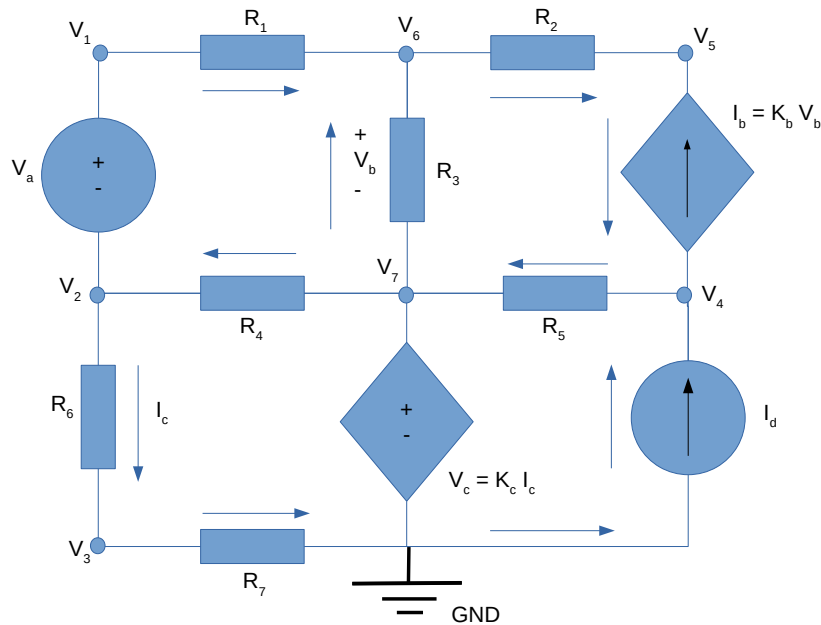 V1
R1
V6
R2
V5
Va
+
-
+
Vb
-
R3
Ib = Kb Vb
V2
R4
V7
R5
V4
R6
Ic
+
-
Vc = Kc Ic
Id
V3
R7
GND